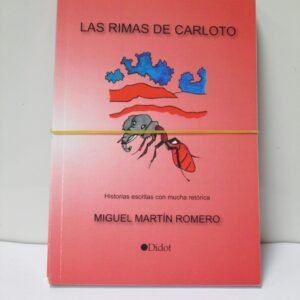 LAS RIMAS DE CARLOTO
Historias escritas con mucha retórica
MIGUEL MARTÍN ROMERO
Didot